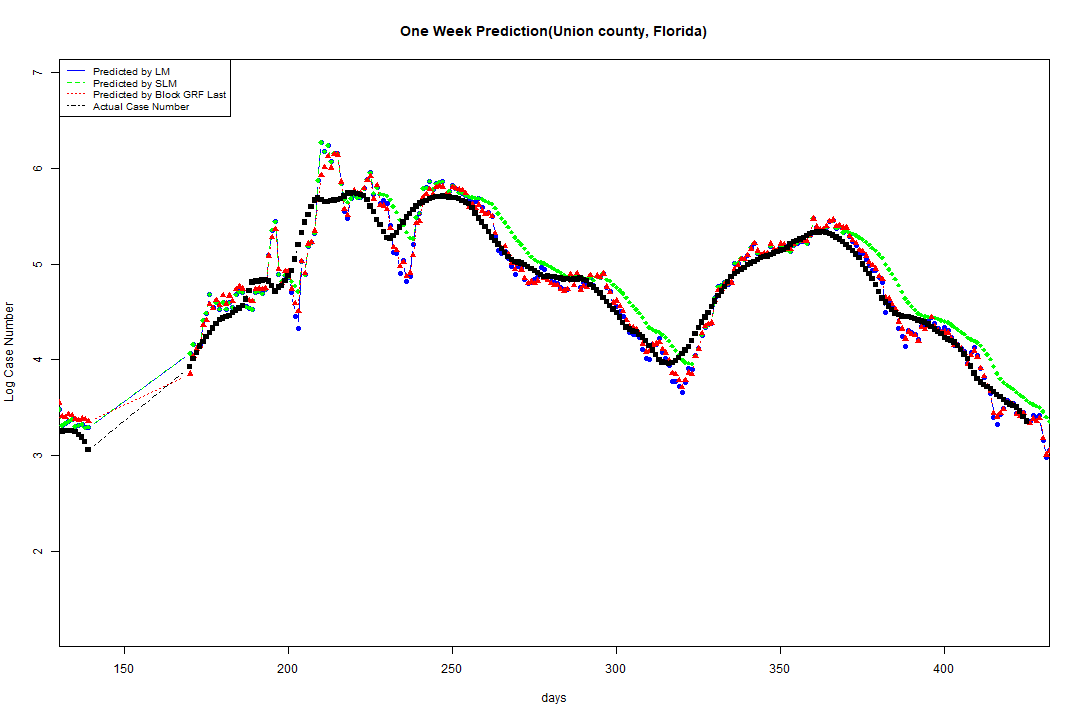 One Week Prediction(Union county, Florida)
Predicted by LM
Predicted by SLM
Predicted by Block GRF Last
Actual Case Number
7
6
5
4
3
2
Log Case Number
150 200 250 300 350 400
days